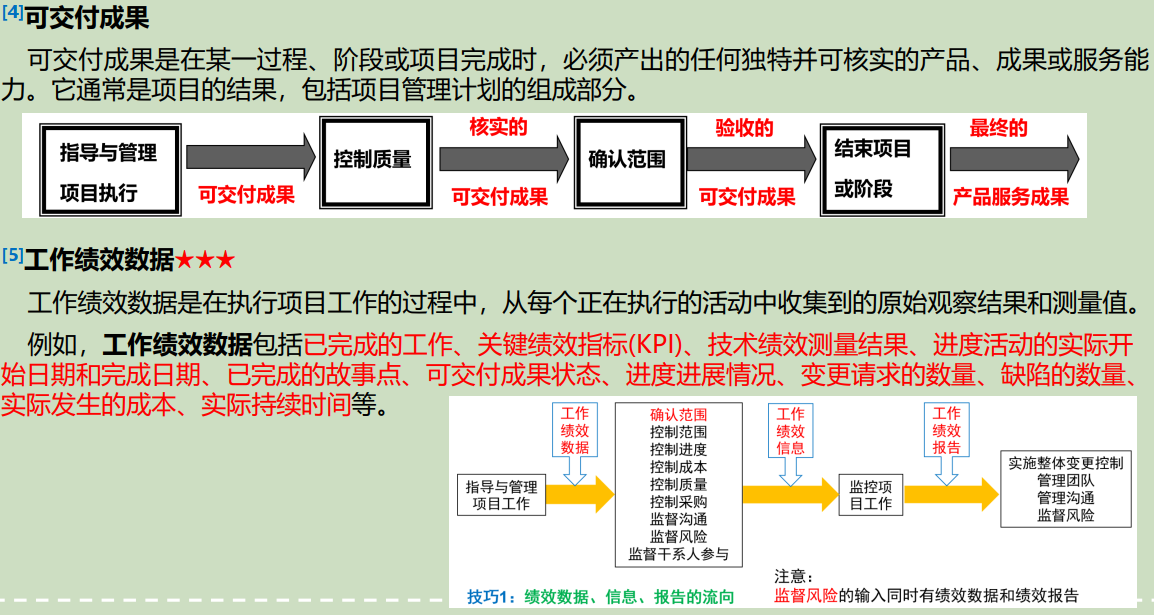 [4]可交付成果
可交付成果是在某一过程、阶段或项目完成时，必须产出的任何独特并可核实的产品、成果或服务能
力。它通常是项目的结果，包括项目管理计划的组成部分。
指导与管理
项目执行
可交付成果
控制质量
核实的
可交付成果
确认范围
验收的
可交付成果
结束项目
或阶段
最终的
产品服务成果
[5]工作绩效数据★★★
工作绩效数据是在执行项目工作的过程中，从每个正在执行的活动中收集到的原始观察结果和测量值。
例如，工作绩效数据包括已完成的工作、关键绩效指标(KPI)、技术绩效测量结果、进度活动的实际开
始日期和完成日期、已完成的故事点、可交付成果状态、进度进展情况、变更请求的数量、缺陷的数量、
实际发生的成本、实际持续时间等。
指导与管理
项目工作
工作
绩效
数据
确认范围
控制范围
控制进度
控制成本
控制质量
控制采购
监督沟通
监督风险
监督干系人参与
工作
绩效
信息
监控项
目工作
工作
绩效
报告
实施整体变更控制
管理团队
管理沟通
监督风险
技巧1：绩效数据、信息、报告的流向
注意：
监督风险的输入同时有绩效数据和绩效报告